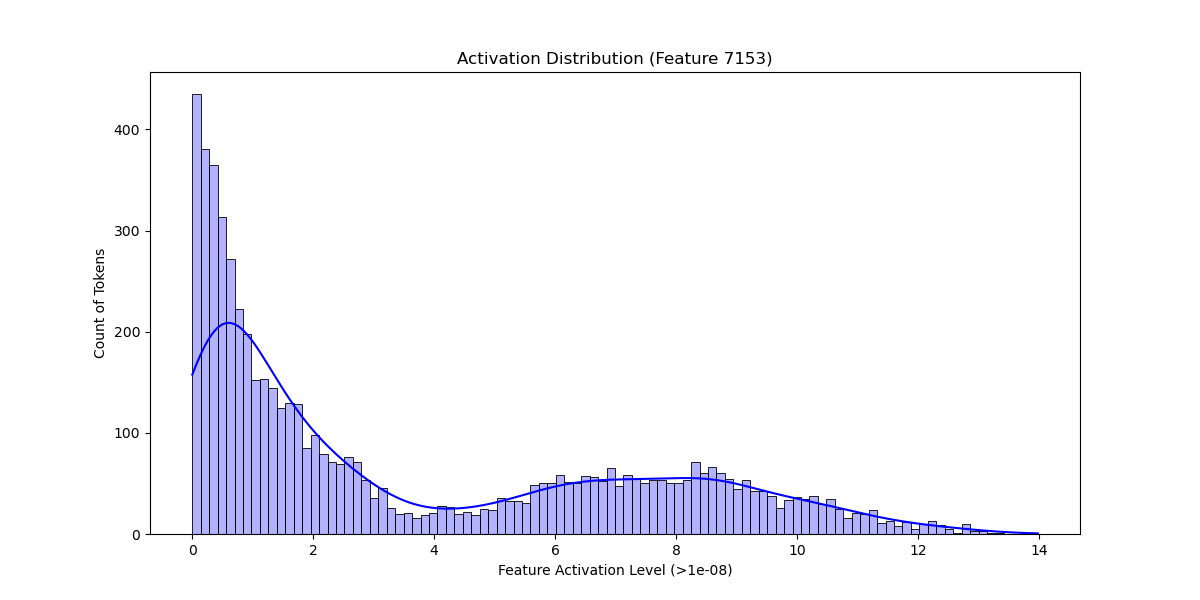 Activation Distribution (Feature 7153)
400
300
200
100
0
Count of Tokens
0 2 4 6 8 10 12 14
Feature Activation Level (>1e-08)